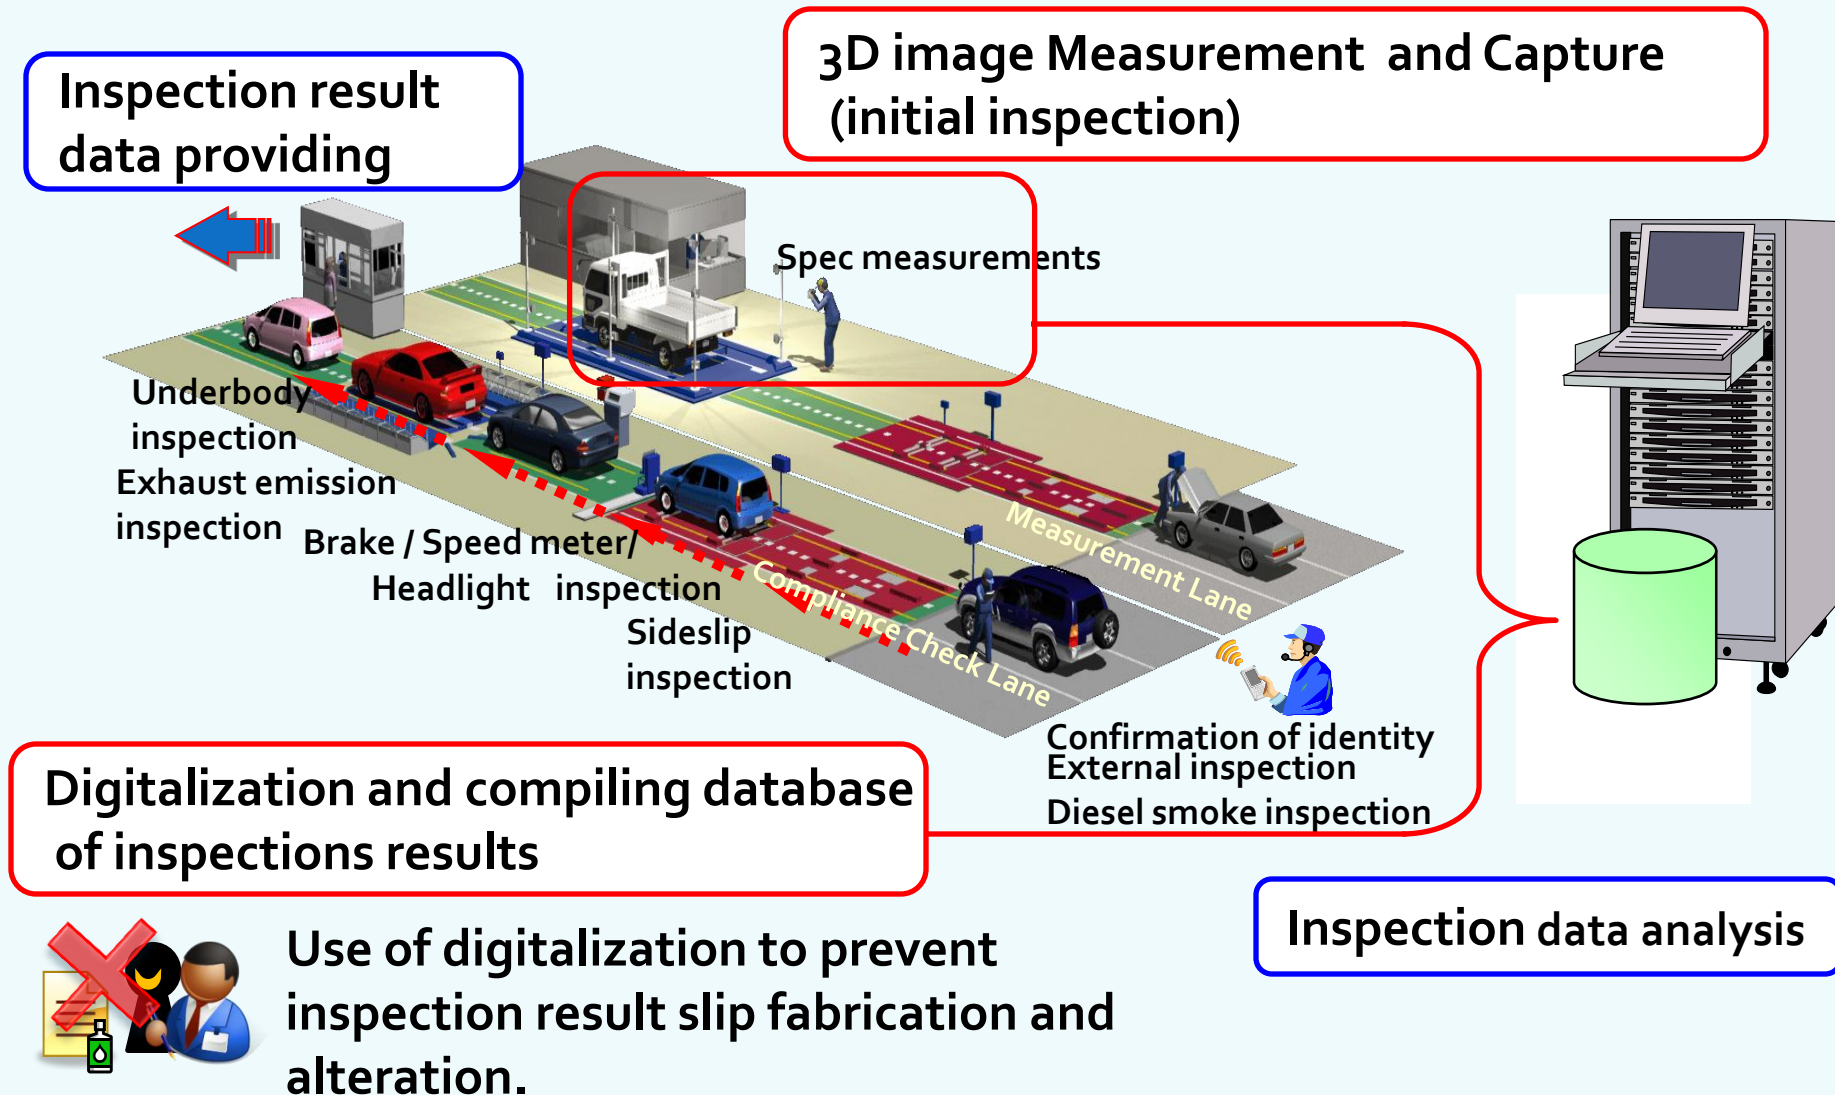 3D image Measurement and Capture
(initial inspection)
Inspection result
data providing
Spec measurements
Underbody
inspection
Exhaust emission
inspection
Brake / Speed meter/
Headlight inspection
Sideslip
inspection
Measurement Lane
Compliance Check Lane
Confirmation of identity
External inspection
Diesel smoke inspection
Digitalization and compiling database
of inspections results
Inspection data analysis
Use of digitalization to prevent
inspection result slip fabrication and
alteration.